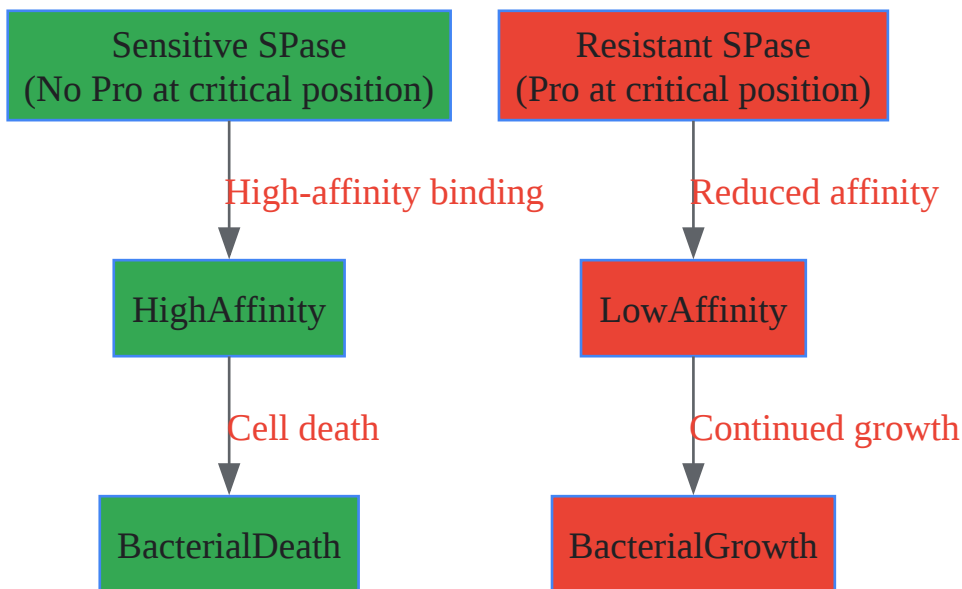 Sensitive SPase
(No Pro at critical position)
Resistant SPase
(Pro at critical position)
High-affinity binding
Reduced affinity
HighAffinity
LowAffinity
Cell death
Continued growth
BacterialDeath
BacterialGrowth